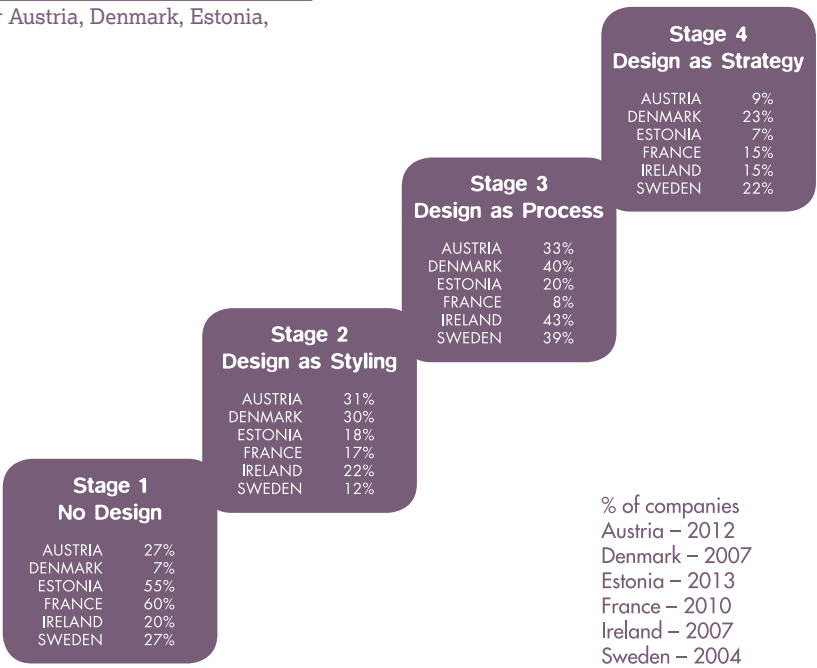 r Austria, Denmark, Estonia,
Stage 4
Design as Strategy
AUSTRIA 9%
DENMARK 23%
ESTONIA 7%
FRANCE 15%
IRELAND 15%
SWEDEN 22%
Stage 3
Design as Process
AUSTRIA 33%
DENMARK 40%
ESTONIA 20%
FRANCE 8%
IRELAND 43%
SWEDEN 39%
Stage 2
Design as Styling
AUSTRIA 31%
DENMARK 30%
ESTONIA 18%
FRANCE 17%
IRELAND 22%
SWEDEN 12%
Stage 1
No Design
AUSTRIA 27%
DENMARK 7%
ESTONIA 55%
FRANCE 60%
IRELAND 20%
SWEDEN 27%
% of companies
Austria – 2012
Denmark – 2007
Estonia – 2013
France – 2010
Ireland – 2007
Sweden – 2004